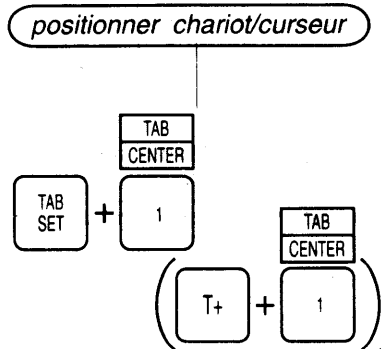 positionner chariot/curseur
TAB
CENTER
TAB SET + 1
TAB
CENTER
( T+ + 1 )